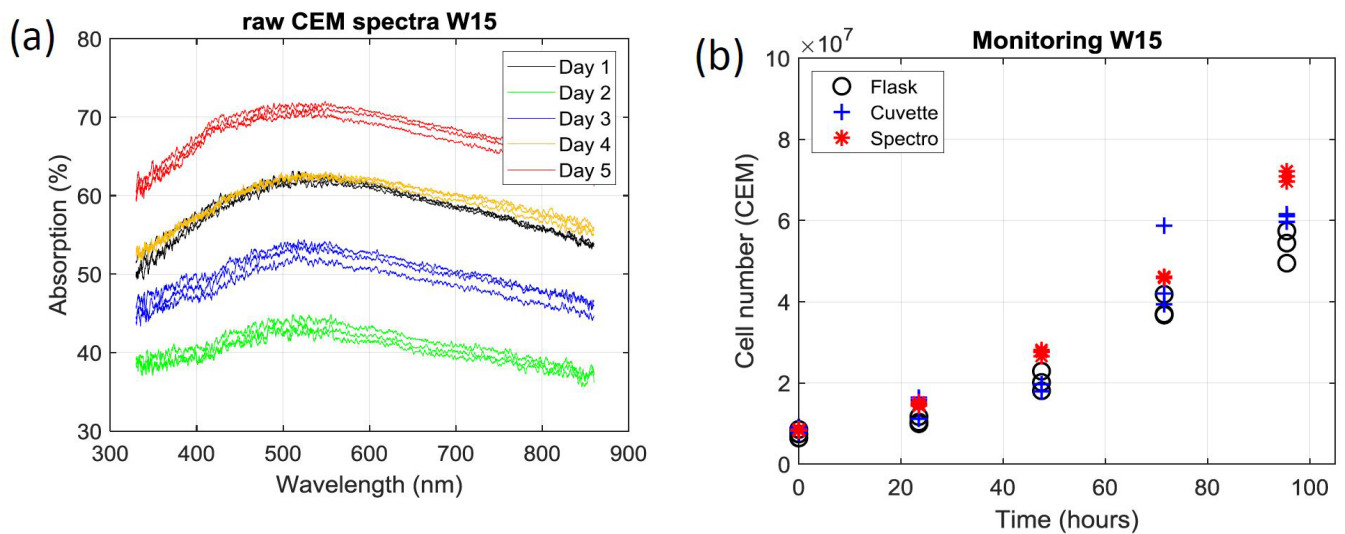 (a)
raw CEM spectra W15
80
70
60
50
40
30
Absorption (%)
300 400 500 600 700 800 900
Wavelength (nm)
Day 1
Day 2
Day 3
Day 4
Day 5
(b)
×10⁷
Monitoring W15
10
8
6
4
2
0
Cell number (CEM)
0 20 40 60 80 100
Time (hours)
Flask
Cuvette
Spectro